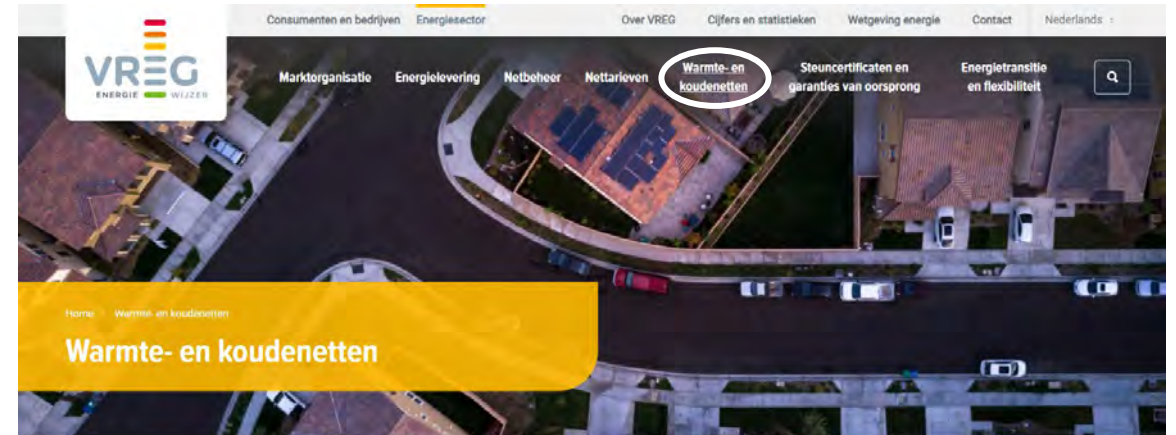 Consumenten en bedrijven Energiesector Over VREG Cijfers en statistieken Wetgeving energie Contact Nederlands
VREG
ENERGIE WIJZER
Marktorganisatie Energielevering Netbeheer Nettarieven Warmte- en koudenetten Steuncertificaten en garanties van oorsprong Energietransitie en flexibiliteit
Home Warmte- en koudenetten
Warmte- en koudenetten